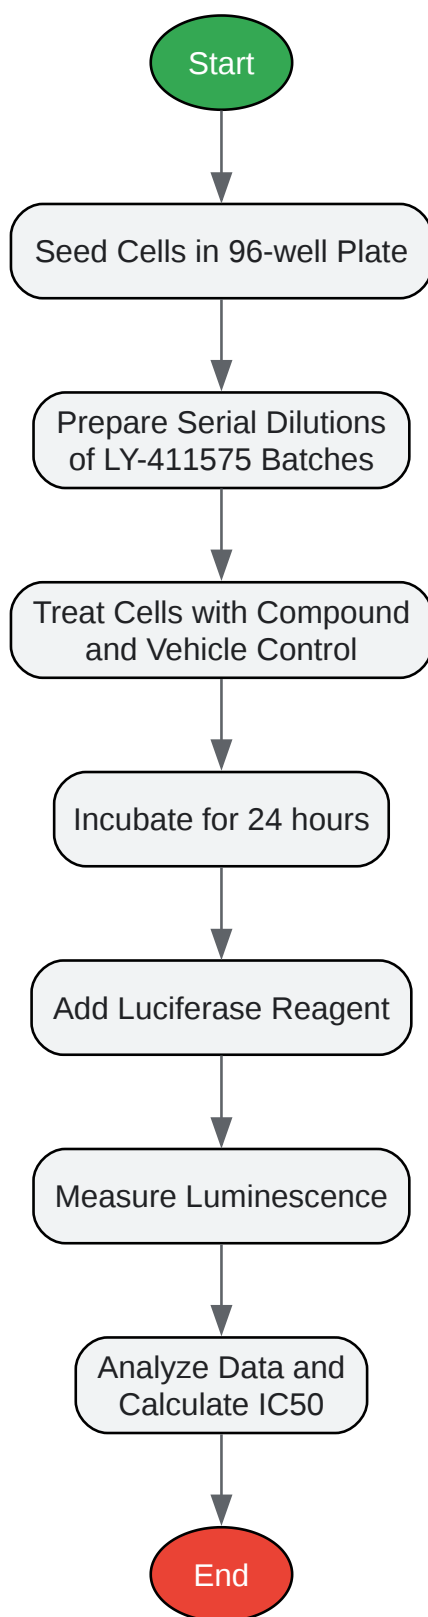 Start
Seed Cells in 96-well Plate
Prepare Serial Dilutions
of LY-411575 Batches
Treat Cells with Compound
and Vehicle Control
Incubate for 24 hours
Add Luciferase Reagent
Measure Luminescence
Analyze Data and
Calculate IC50
End